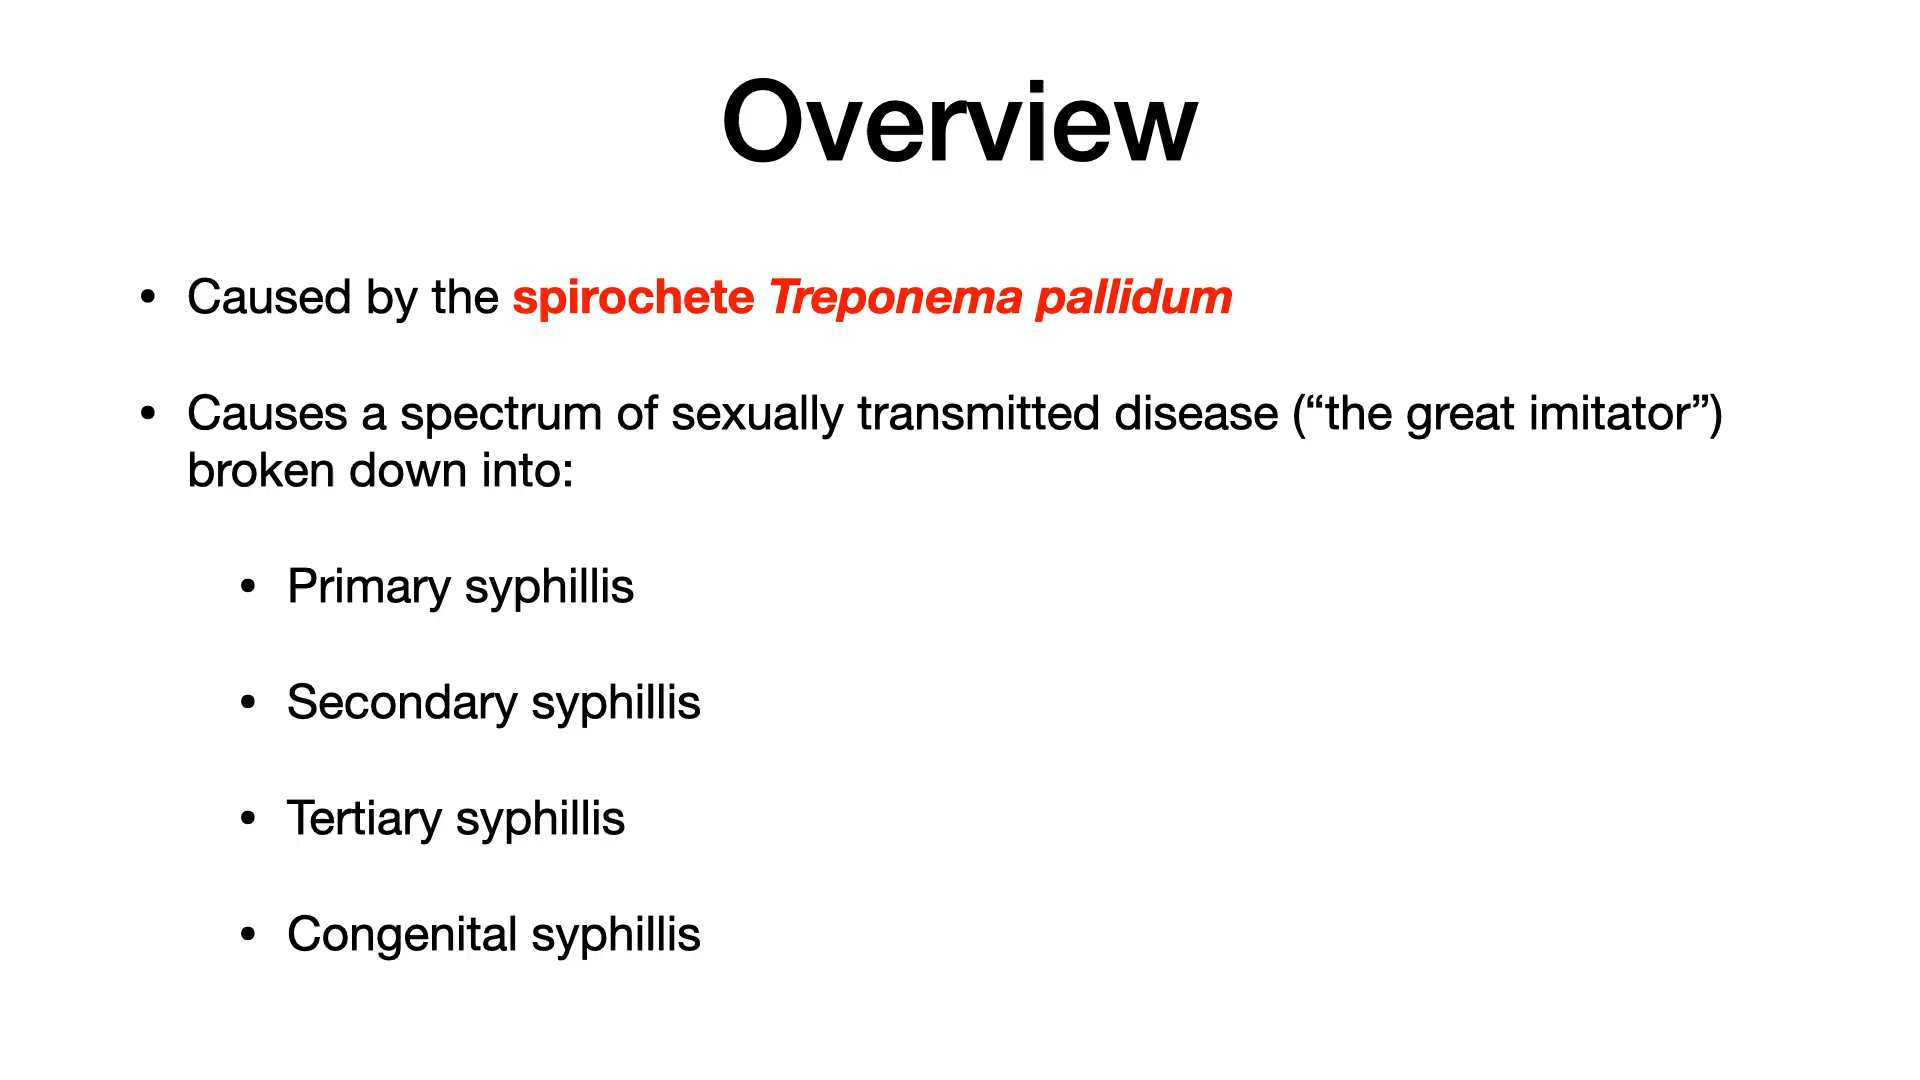 Overview
• Caused by the spirochete Treponema pallidum
• Causes a spectrum of sexually transmitted disease (“the great imitator”)
broken down into:
• Primary syphillis
• Secondary syphillis
• Tertiary syphillis
• Congenital syphillis